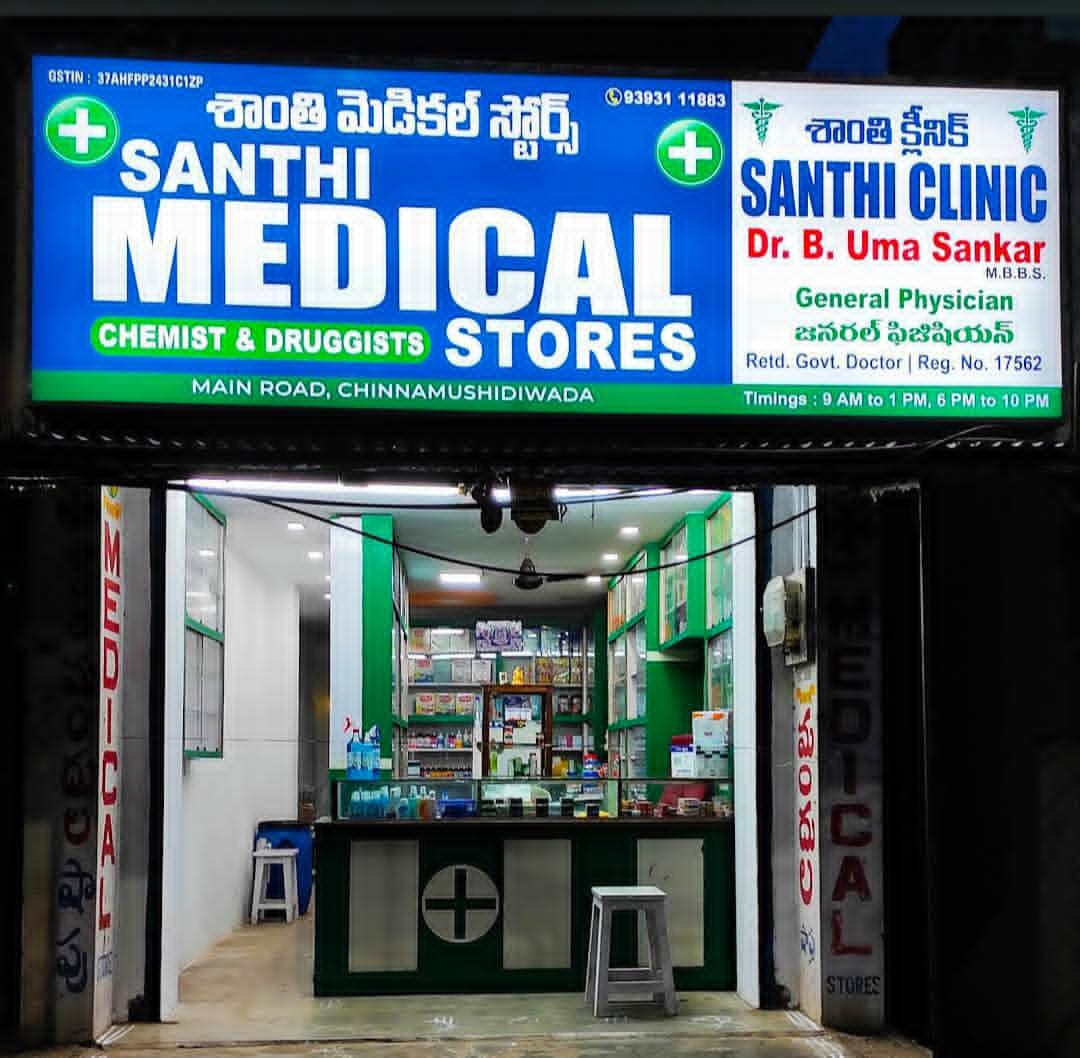 GSTIN : 37AHFPP2431C1ZP
93931 11883
శాంతి మెడికల్ స్టోర్స్
SANTHI
MEDICAL
CHEMIST & DRUGGISTS
STORES
MAIN ROAD, CHINNAMUSHIDIWADA
శాంతి క్లీనిక్
SANTHI CLINIC
Dr. B. Uma Sankar
M.B.B.S.
General Physician
జనరల్ ఫిజిషియన్
Retd. Govt. Doctor | Reg. No. 17562
Timings : 9 AM to 1 PM, 6 PM to 10 PM
MEDICAL
మందుల
MEDICAL
STORES